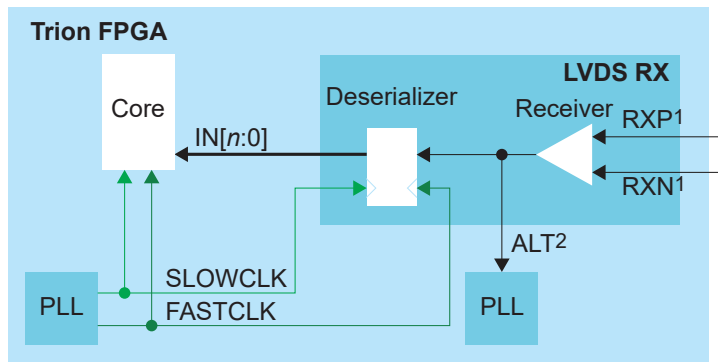 Trion FPGA
LVDS RX
Deserializer
Receiver
Core
RXP1
IN[n:0]
RXN1
ALT2
SLOWCLK
PLL
PLL
FASTCLK